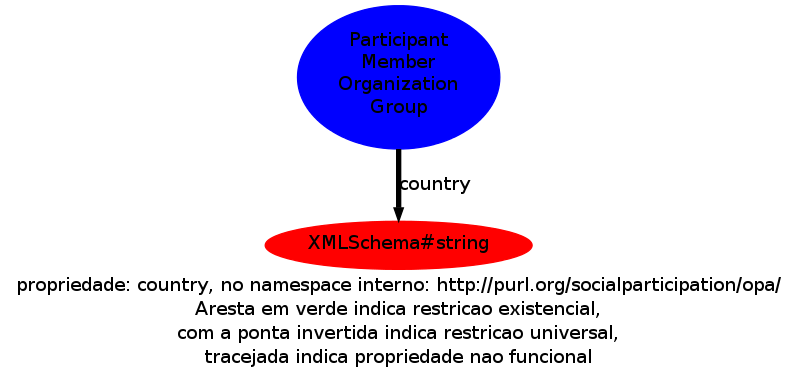 Participant
Member
Organization
Group
country
XMLSchema#string
propriedade: country, no namespace interno: http://purl.org/socialparticipation/opa/
Aresta em verde indica restricao existencial,
com a ponta invertida indica restricao universal,
tracejada indica propriedade nao funcional